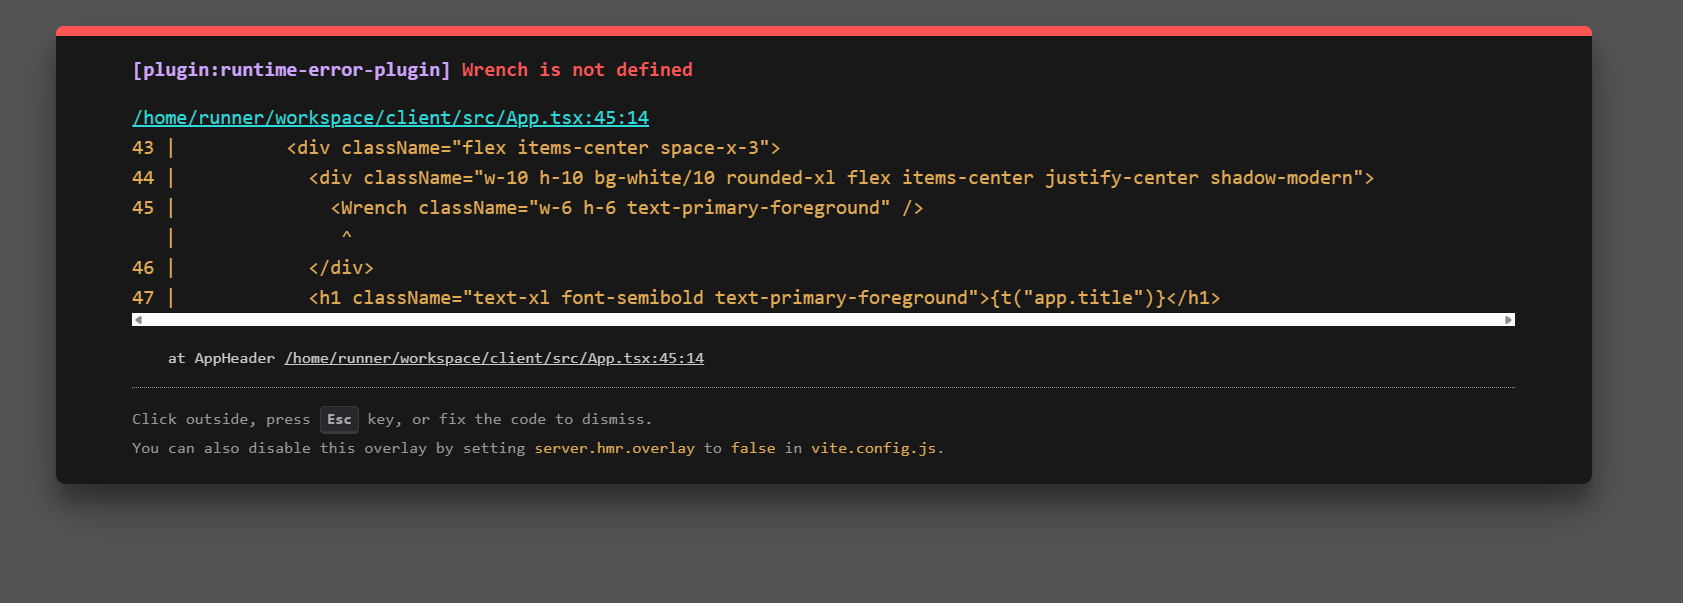 [plugin:runtime-error-plugin] Wrench is not defined
/home/runner/workspace/client/src/App.tsx:45:14
43 |          <div className="flex items-center space-x-3">
44 |            <div className="w-10 h-10 bg-white/10 rounded-xl flex items-center justify-center shadow-modern">
45 |              <Wrench className="w-6 h-6 text-primary-foreground" />
   |               ^
46 |            </div>
47 |            <h1 className="text-xl font-semibold text-primary-foreground">{t("app.title")}</h1>
at AppHeader /home/runner/workspace/client/src/App.tsx:45:14
Click outside, press Esc key, or fix the code to dismiss.
You can also disable this overlay by setting server.hmr.overlay to false in vite.config.js.